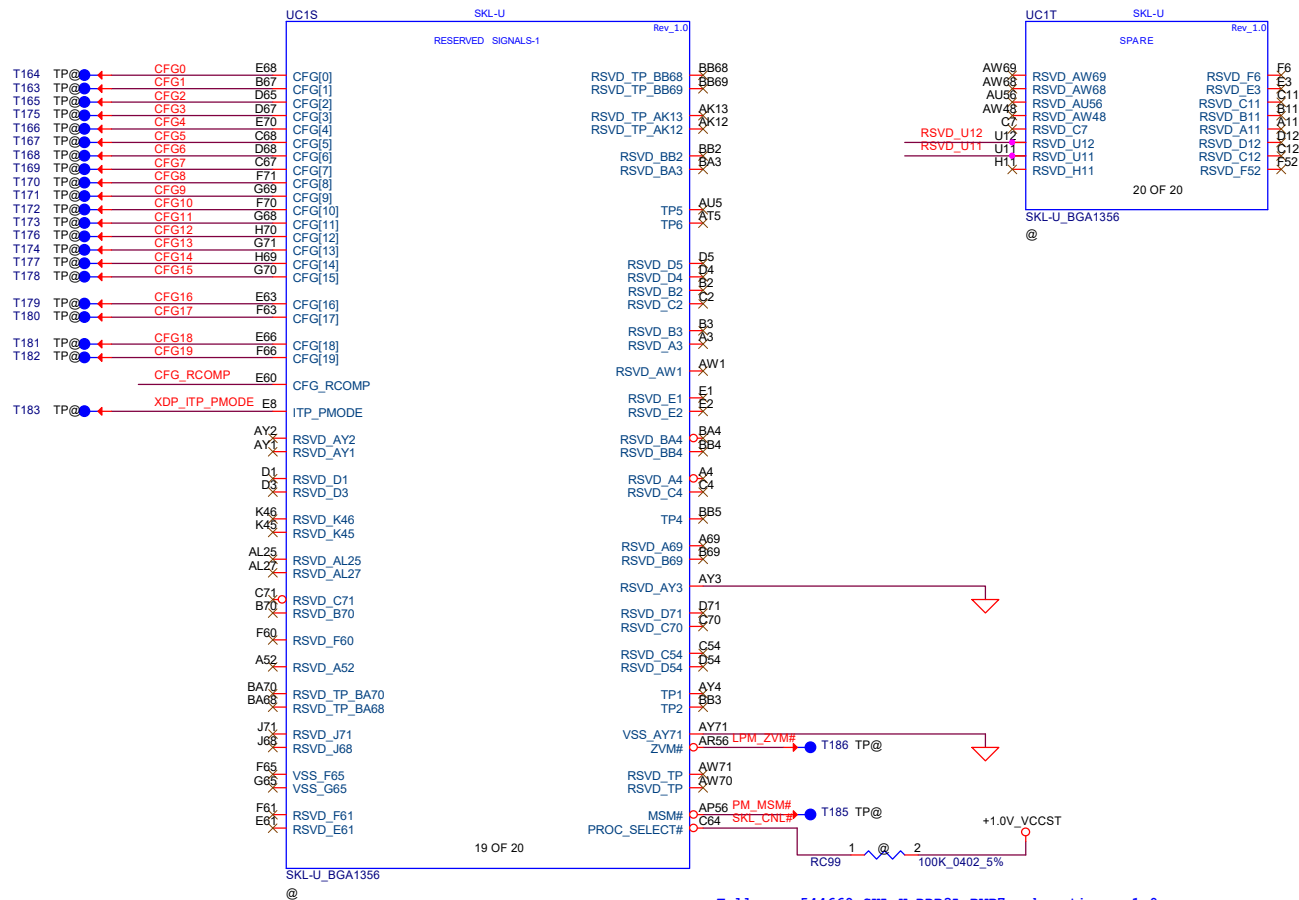 UC1S SKL-U
Rev_1.0
RESERVED SIGNALS-1
T164 TP@ CFG0 E68 CFG[0]
T163 TP@ CFG1 B67 CFG[1]
T165 TP@ CFG2 D65 CFG[2]
T175 TP@ CFG3 D67 CFG[3]
T166 TP@ CFG4 E70 CFG[4]
T167 TP@ CFG5 C68 CFG[5]
T168 TP@ CFG6 D68 CFG[6]
T169 TP@ CFG7 C67 CFG[7]
T170 TP@ CFG8 F71 CFG[8]
T171 TP@ CFG9 G69 CFG[9]
T172 TP@ CFG10 F70 CFG[10]
T173 TP@ CFG11 G68 CFG[11]
T176 TP@ CFG12 H70 CFG[12]
T174 TP@ CFG13 G71 CFG[13]
T177 TP@ CFG14 H69 CFG[14]
T178 TP@ CFG15 G70 CFG[15]
T179 TP@ CFG16 E63 CFG[16]
T180 TP@ CFG17 F63 CFG[17]
T181 TP@ CFG18 E66 CFG[18]
T182 TP@ CFG19 F66 CFG[19]
CFG_RCOMP E60 CFG_RCOMP
T183 TP@ XDP_ITP_PMODE E8 ITP_PMODE
AY2 RSVD_AY2
AY1 RSVD_AY1
D1 RSVD_D1
D3 RSVD_D3
K46 RSVD_K46
K45 RSVD_K45
AL25 RSVD_AL25
AL27 RSVD_AL27
C71 RSVD_C71
B70 RSVD_B70
F60 RSVD_F60
A52 RSVD_A52
BA70 RSVD_TP_BA70
BA68 RSVD_TP_BA68
J71 RSVD_J71
J68 RSVD_J68
F65 VSS_F65
G65 VSS_G65
F61 RSVD_F61
E61 RSVD_E61
RSVD_TP_BB68 BB68
RSVD_TP_BB69 BB69
RSVD_TP_AK13 AK13
RSVD_TP_AK12 AK12
RSVD_BB2 BB2
RSVD_BA3 BA3
TP5 AU5
TP6 AT5
RSVD_D5 D5
RSVD_D4 D4
RSVD_B2 B2
RSVD_C2 C2
RSVD_B3 B3
RSVD_A3 A3
RSVD_AW1 AW1
RSVD_E1 E1
RSVD_E2 E2
RSVD_BA4 BA4
RSVD_BB4 BB4
RSVD_A4 A4
RSVD_C4 C4
TP4 BB5
RSVD_A69 A69
RSVD_B69 B69
RSVD_AY3 AY3
RSVD_D71 D71
RSVD_C70 C70
RSVD_C54 C54
RSVD_D54 D54
TP1 AY4
TP2 BB3
VSS_AY71 AY71
ZVM# AR56 LPM_ZVM# T186 TP@
RSVD_TP AW71
RSVD_TP AW70
MSM# AP56 PM_MSM# T185 TP@
PROC_SELECT# C64 SKL_CNL#
+1.0V_VCCST
1 @ 2
RC99 100K_0402_5%
19 OF 20
SKL-U_BGA1356
@
UC1T SKL-U
Rev_1.0
SPARE
AW69 RSVD_AW69
AW68 RSVD_AW68
AU56 RSVD_AU56
AW48 RSVD_AW48
C7 RSVD_C7
RSVD_U12 U12 RSVD_U12
RSVD_U11 U11 RSVD_U11
H11 RSVD_H11
RSVD_F6 F6
RSVD_E3 E3
RSVD_C11 C11
RSVD_B11 B11
RSVD_A11 A11
RSVD_D12 D12
RSVD_C12 C12
RSVD_F52 F52
20 OF 20
SKL-U_BGA1356
@